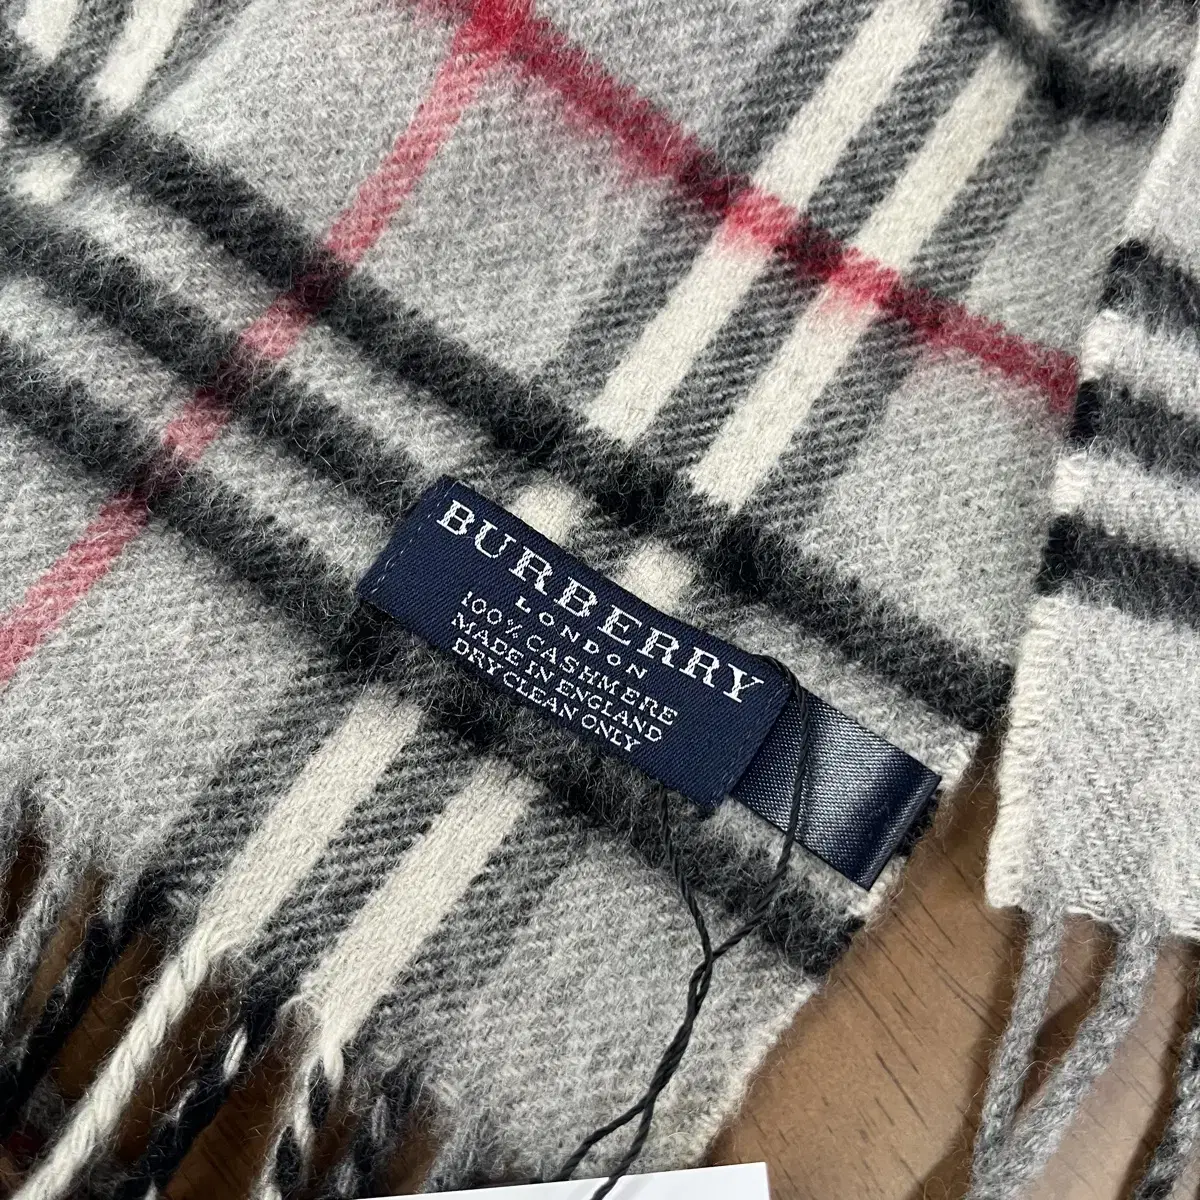 BURBERRY
LONDON
100% CASHMERE
MADE IN ENGLAND
DRY CLEAN ONLY